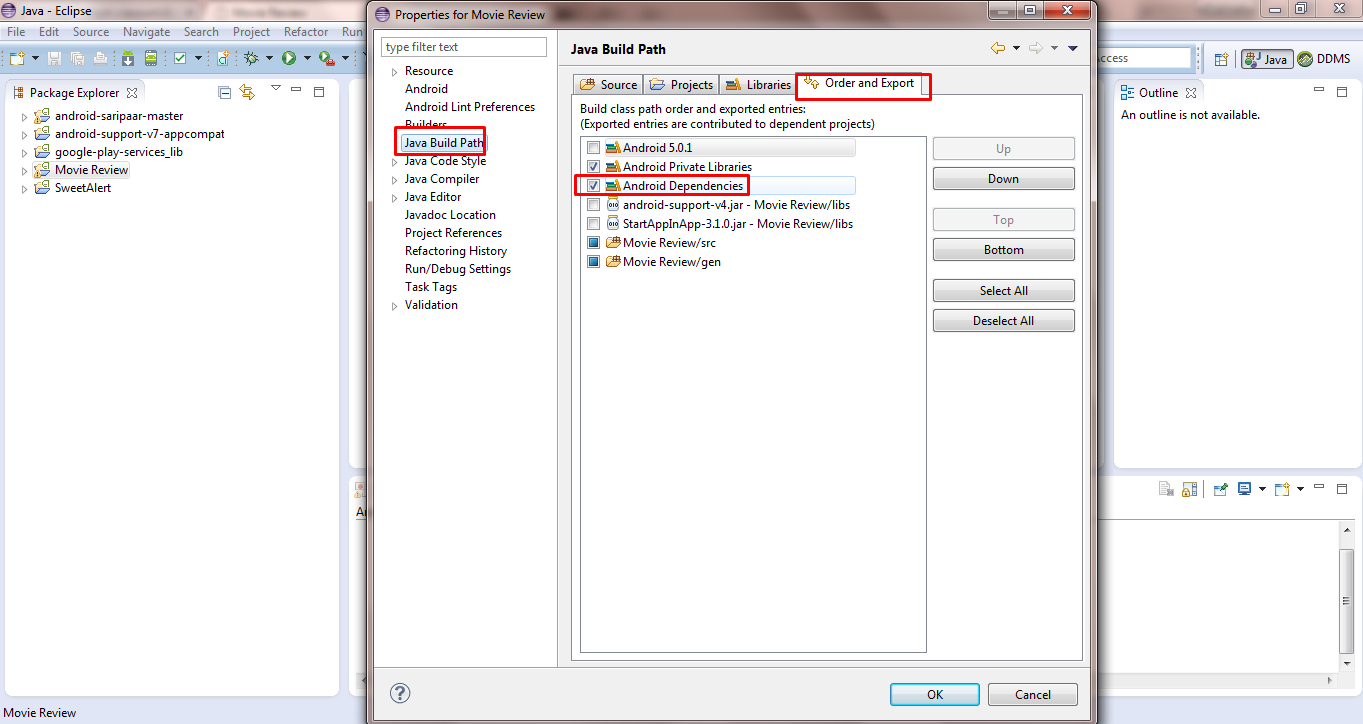 Java - Eclipse
File Edit Source Navigate Search Project Refactor Run
Package Explorer
android-saripaar-master
android-support-v7-appcompat
google-play-services_lib
Movie Review
SweetAlert
Properties for Movie Review
type filter text
Resource
Android
Android Lint Preferences
Builders
Java Build Path
Java Code Style
Java Compiler
Java Editor
Javadoc Location
Project References
Refactoring History
Run/Debug Settings
Task Tags
Validation
Java Build Path
Source Projects Libraries Order and Export
Build class path order and exported entries:
(Exported entries are contributed to dependent projects)
Android 5.0.1
Android Private Libraries
Android Dependencies
android-support-v4.jar - Movie Review/libs
StartAppInApp-3.1.0.jar - Movie Review/libs
Movie Review/src
Movie Review/gen
Up
Down
Top
Bottom
Select All
Deselect All
OK Cancel
Java DDMS
Outline
An outline is not available.
Movie Review